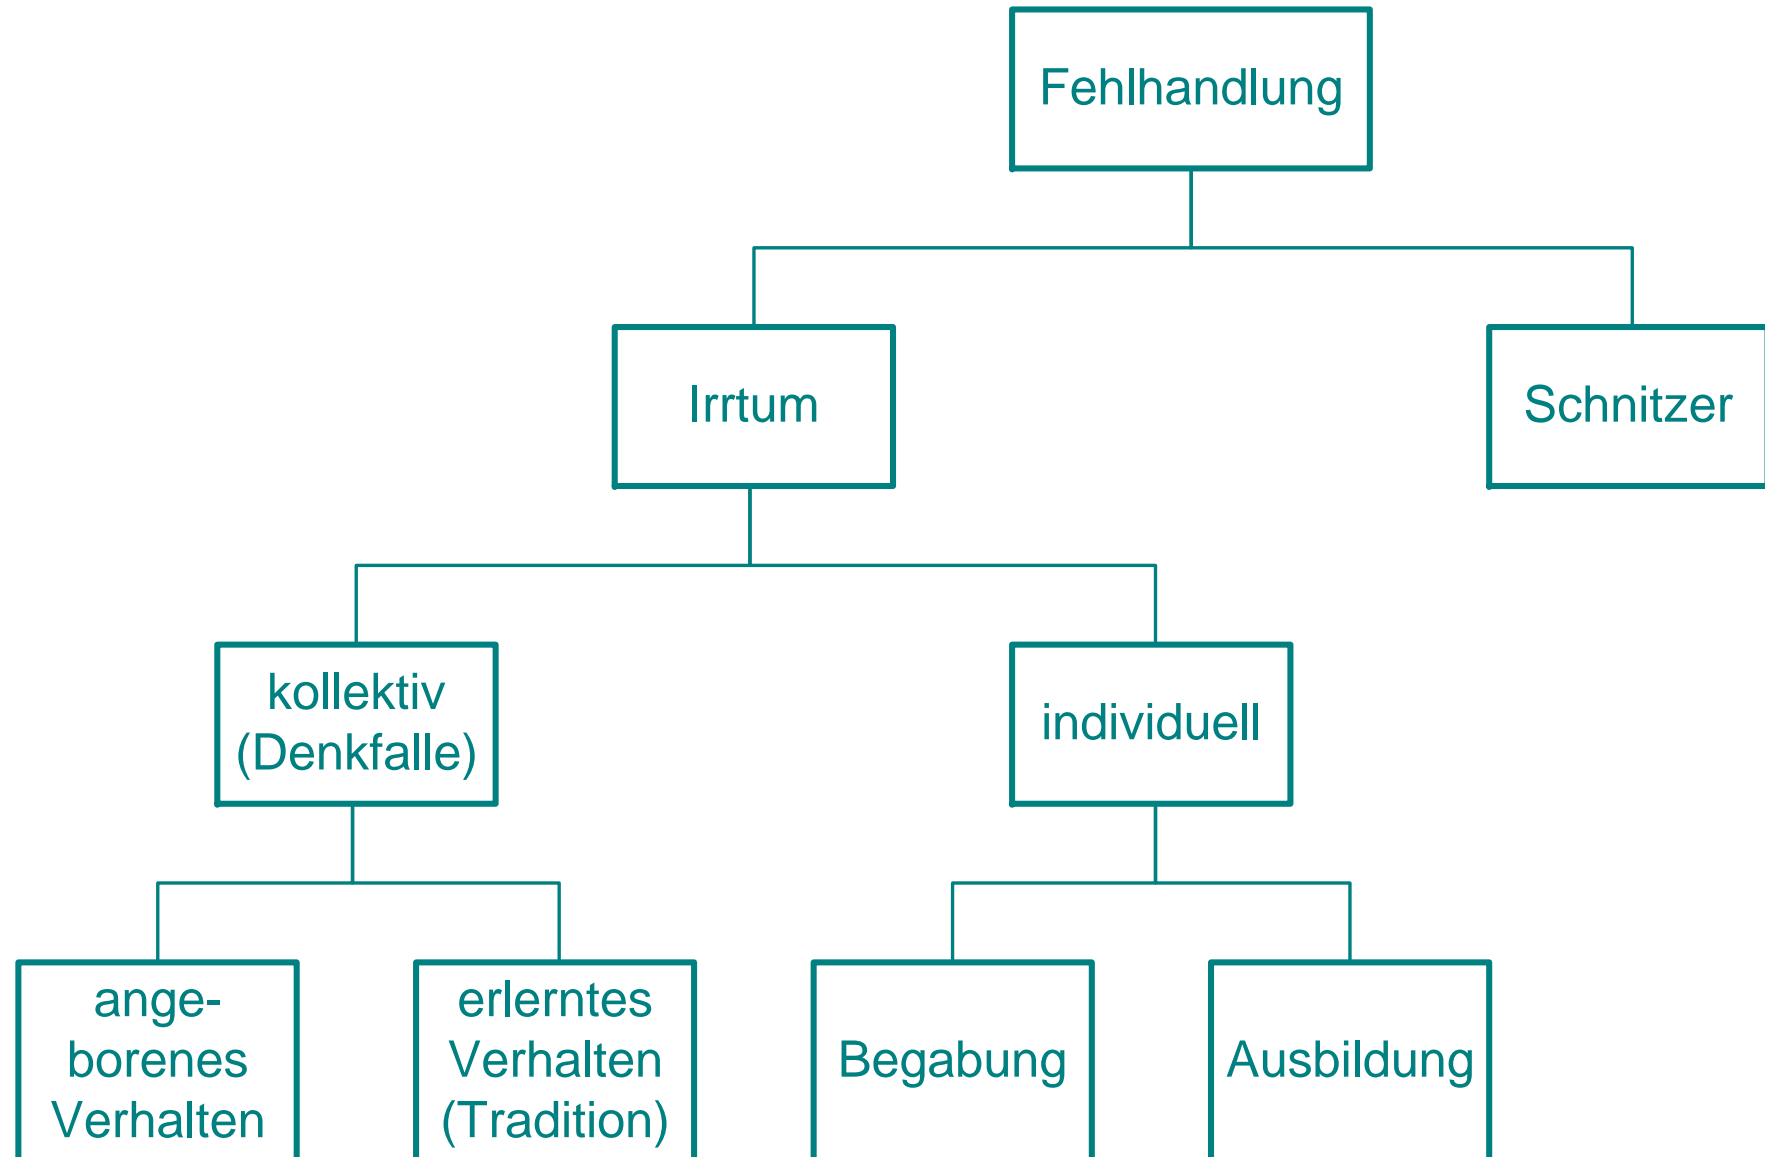 Fehlhandlung
Irrtum
Schnitzer
kollektiv
(Denkfalle)
individuell
ange-
borenes
Verhalten
erlerntes
Verhalten
(Tradition)
Begabung
Ausbildung